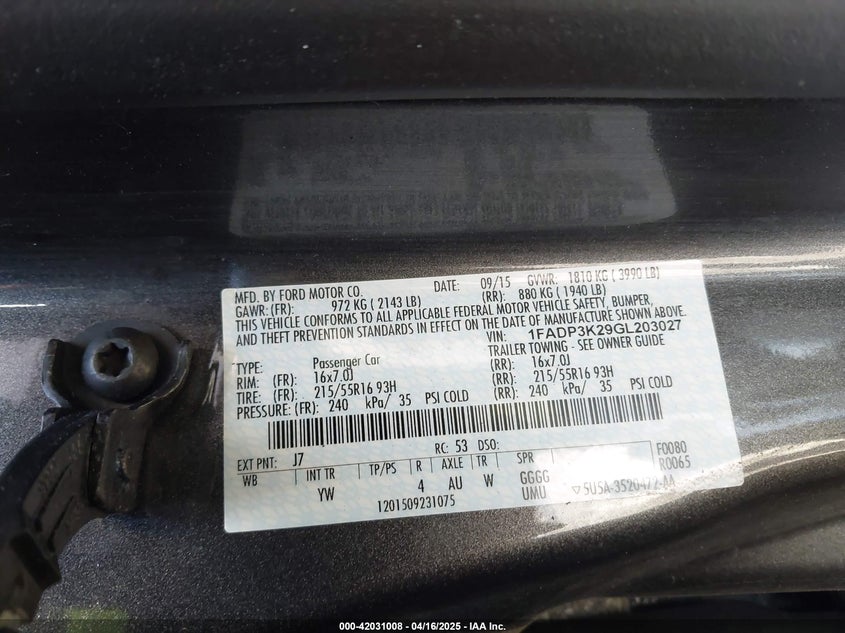 MFD. BY FORD MOTOR CO. DATE: 09/15 GVWR: 1810 KG ( 3990 LB)
GAWR: (FR): 972 KG ( 2143 LB) (RR): 880 KG ( 1940 LB)
THIS VEHICLE CONFORMS TO ALL APPLICABLE FEDERAL MOTOR VEHICLE SAFETY, BUMPER,
AND THEFT PREVENTION STANDARDS IN EFFECT ON THE DATE OF MANUFACTURE SHOWN ABOVE.
VIN: 1FADP3K29GL203027
TYPE: Passenger Car TRAILER TOWING - SEE OWNER GUIDE
RIM: (FR): 16x7.0J (RR): 16x7.0J
TIRE: (FR): 215/55R16 93H (RR): 215/55R16 93H
PRESSURE: (FR): 240 kPa/ 35 PSI COLD (RR): 240 kPa/ 35 PSI COLD
EXT PNT: J7 RC: 53 DSO: F0080
WB INT TR TP/PS R AXLE TR SPR R0065
YW 4 AU W GGGG
UMU
1201509231075 5U5A-3520472-AA
000-42031008 - 04/16/2025 - IAA Inc.